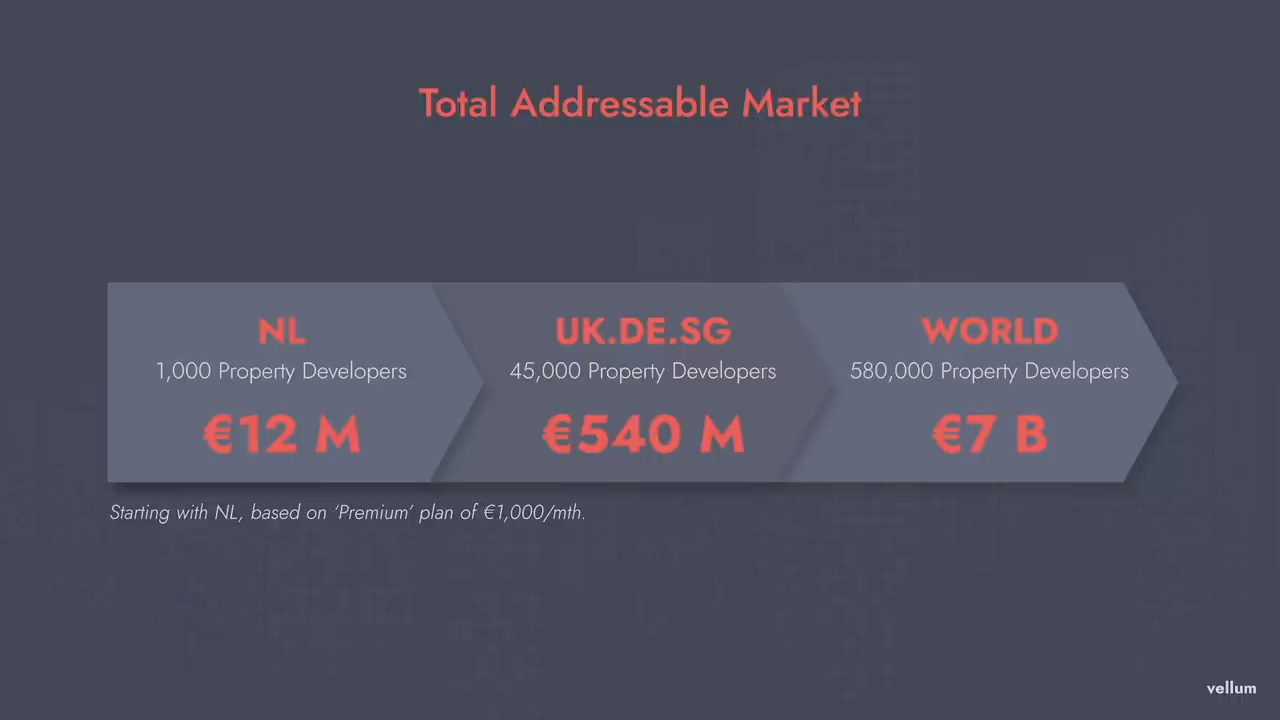 Total Addressable Market
NL
1,000 Property Developers
€12 M
UK.DE.SG
45,000 Property Developers
€540 M
WORLD
580,000 Property Developers
€7 B
Starting with NL, based on ‘Premium’ plan of €1,000/mth.
vellum